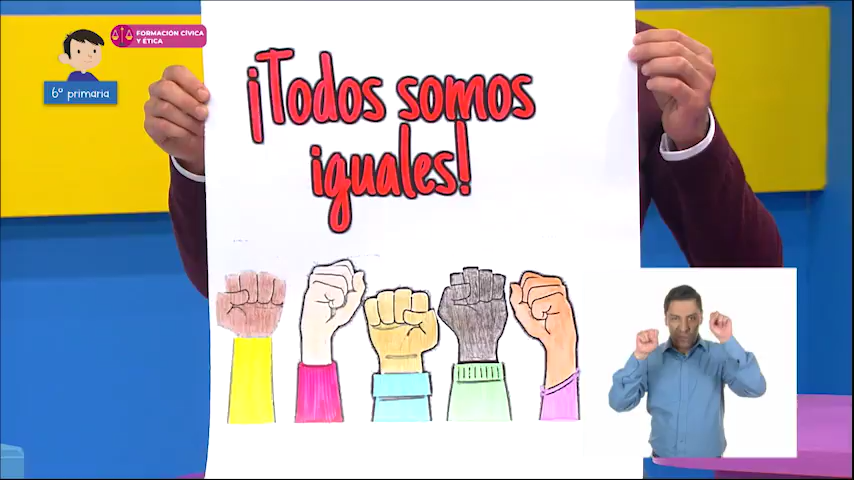 FORMACIÓN CÍVICA
Y ÉTICA
6º primaria
¡Todos somos
iguales!